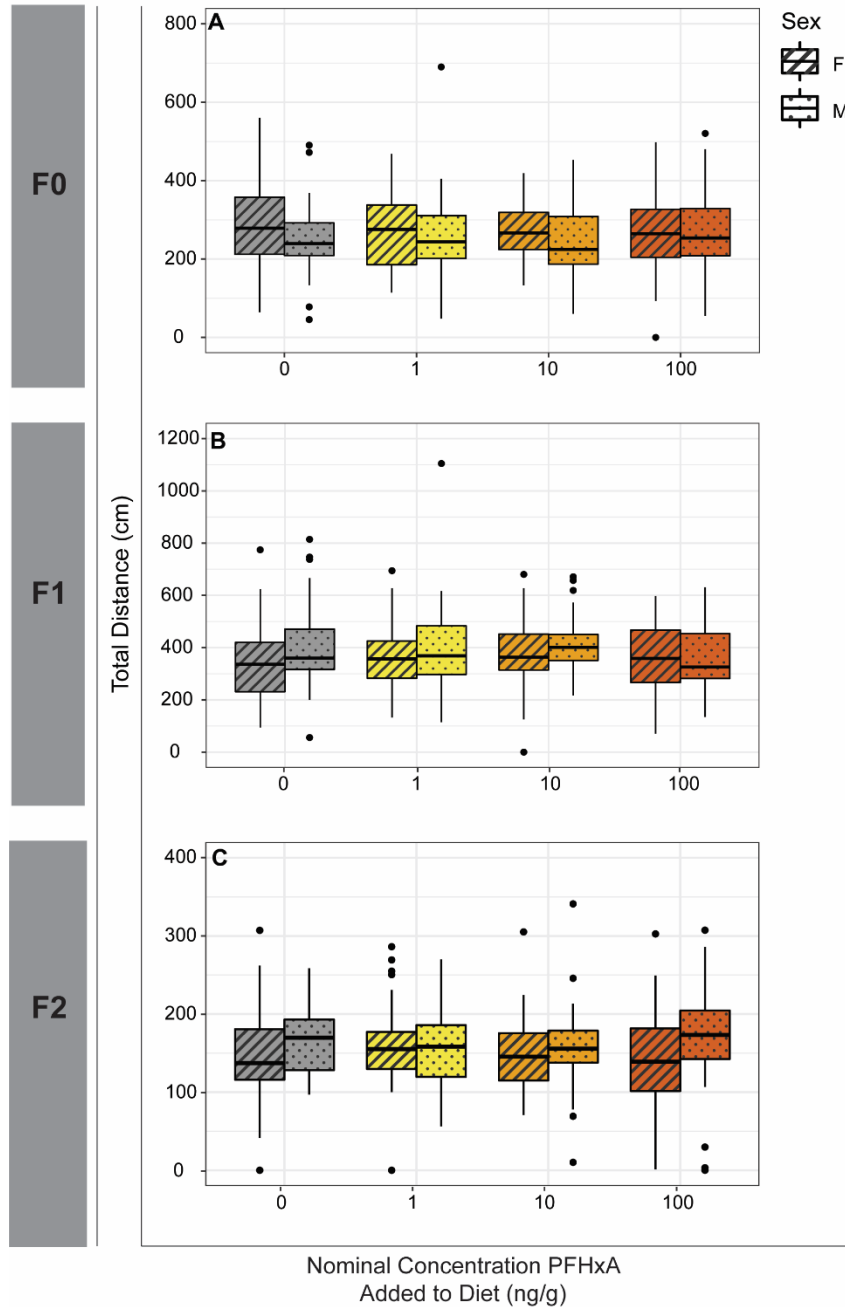 Sex
F
M
F0
A
800
600
400
200
0
0 1 10 100
F1
Total Distance (cm)
B
1200
1000
800
600
400
200
0
0 1 10 100
F2
C
400
300
200
100
0
0 1 10 100
Nominal Concentration PFHxA
Added to Diet (ng/g)